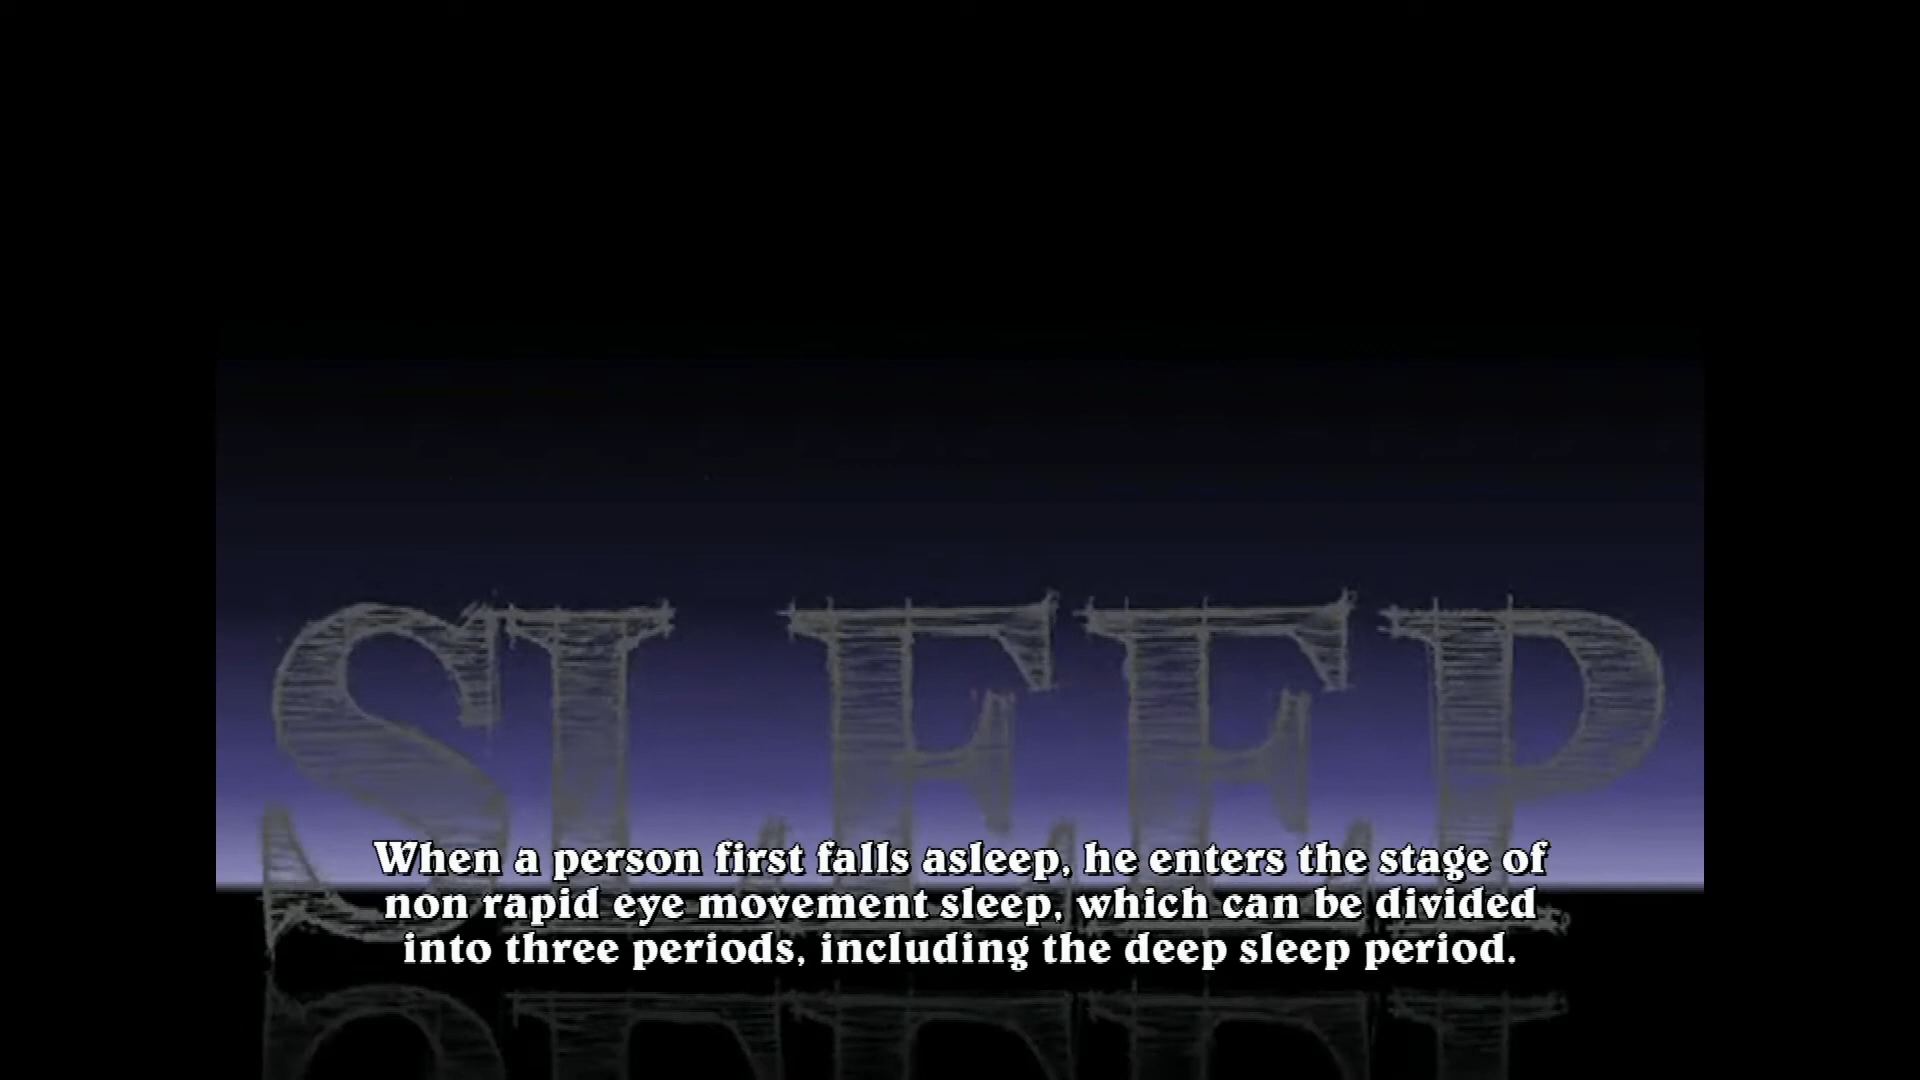 SLEEP
When a person first falls asleep, he enters the stage of
non rapid eye movement sleep, which can be divided
into three periods, including the deep sleep period.